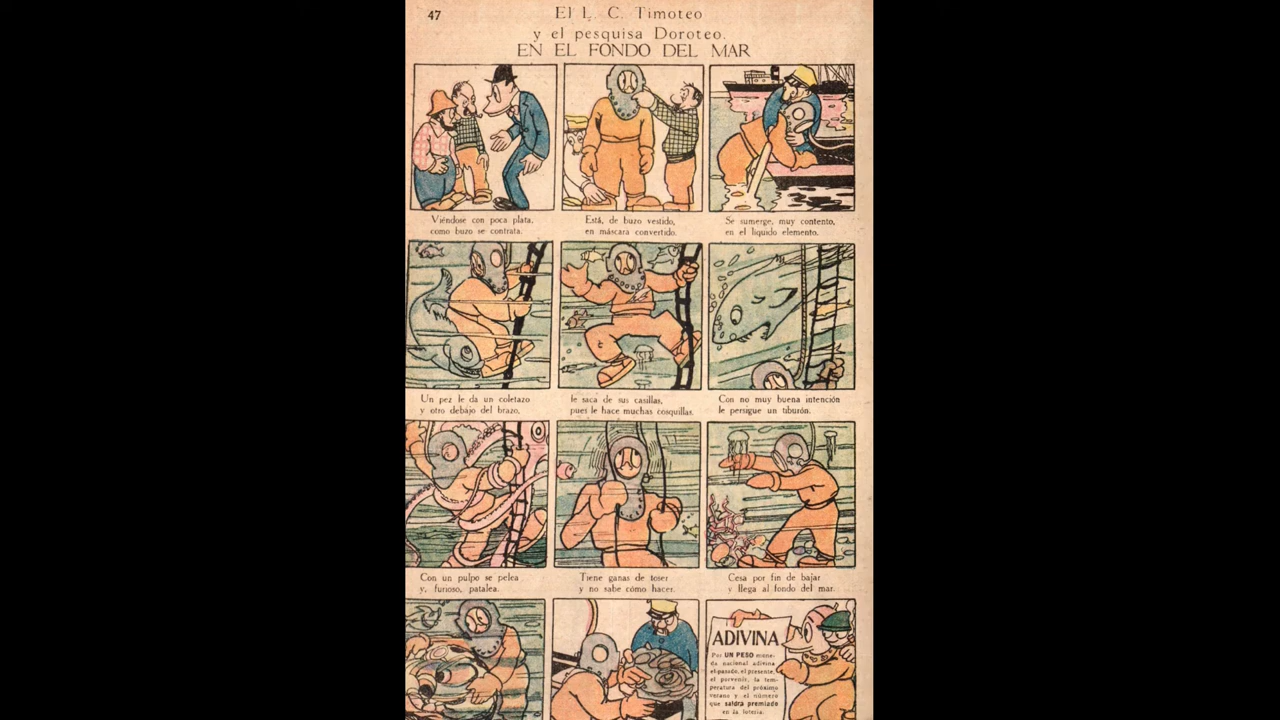 47
El L. C. Timoteo
y el pesquisa Doroteo.
EN EL FONDO DEL MAR
Viéndose con poca plata,
como buzo se contrata.
Está, de buzo vestido,
en máscara convertido.
Se sumerge, muy contento,
en el líquido elemento.
Un pez le da un coletazo
y otro debajo del brazo,
le saca de sus casillas,
pues le hace muchas cosquillas.
Con no muy buena intención
le persigue un tiburón.
Con un pulpo se pelea
y, furioso, patalea.
Tiene ganas de toser
y no sabe cómo hacer.
Cesa por fin de bajar
y llega al fondo del mar.
ADIVINA
Por UN PESO mone-
da nacional adivina
el pasado, el presente,
el porvenir, la tem-
peratura del próximo
verano y el número
que saldrá premiado
en la lotería.